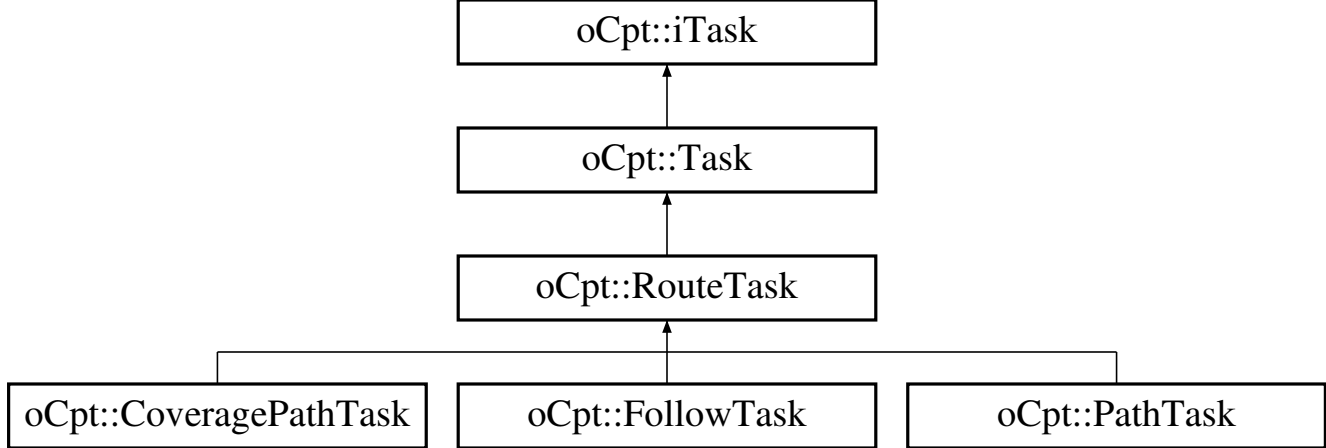 oCpt::iTask
oCpt::Task
oCpt::RouteTask
oCpt::CoveragePathTask
oCpt::FollowTask
oCpt::PathTask